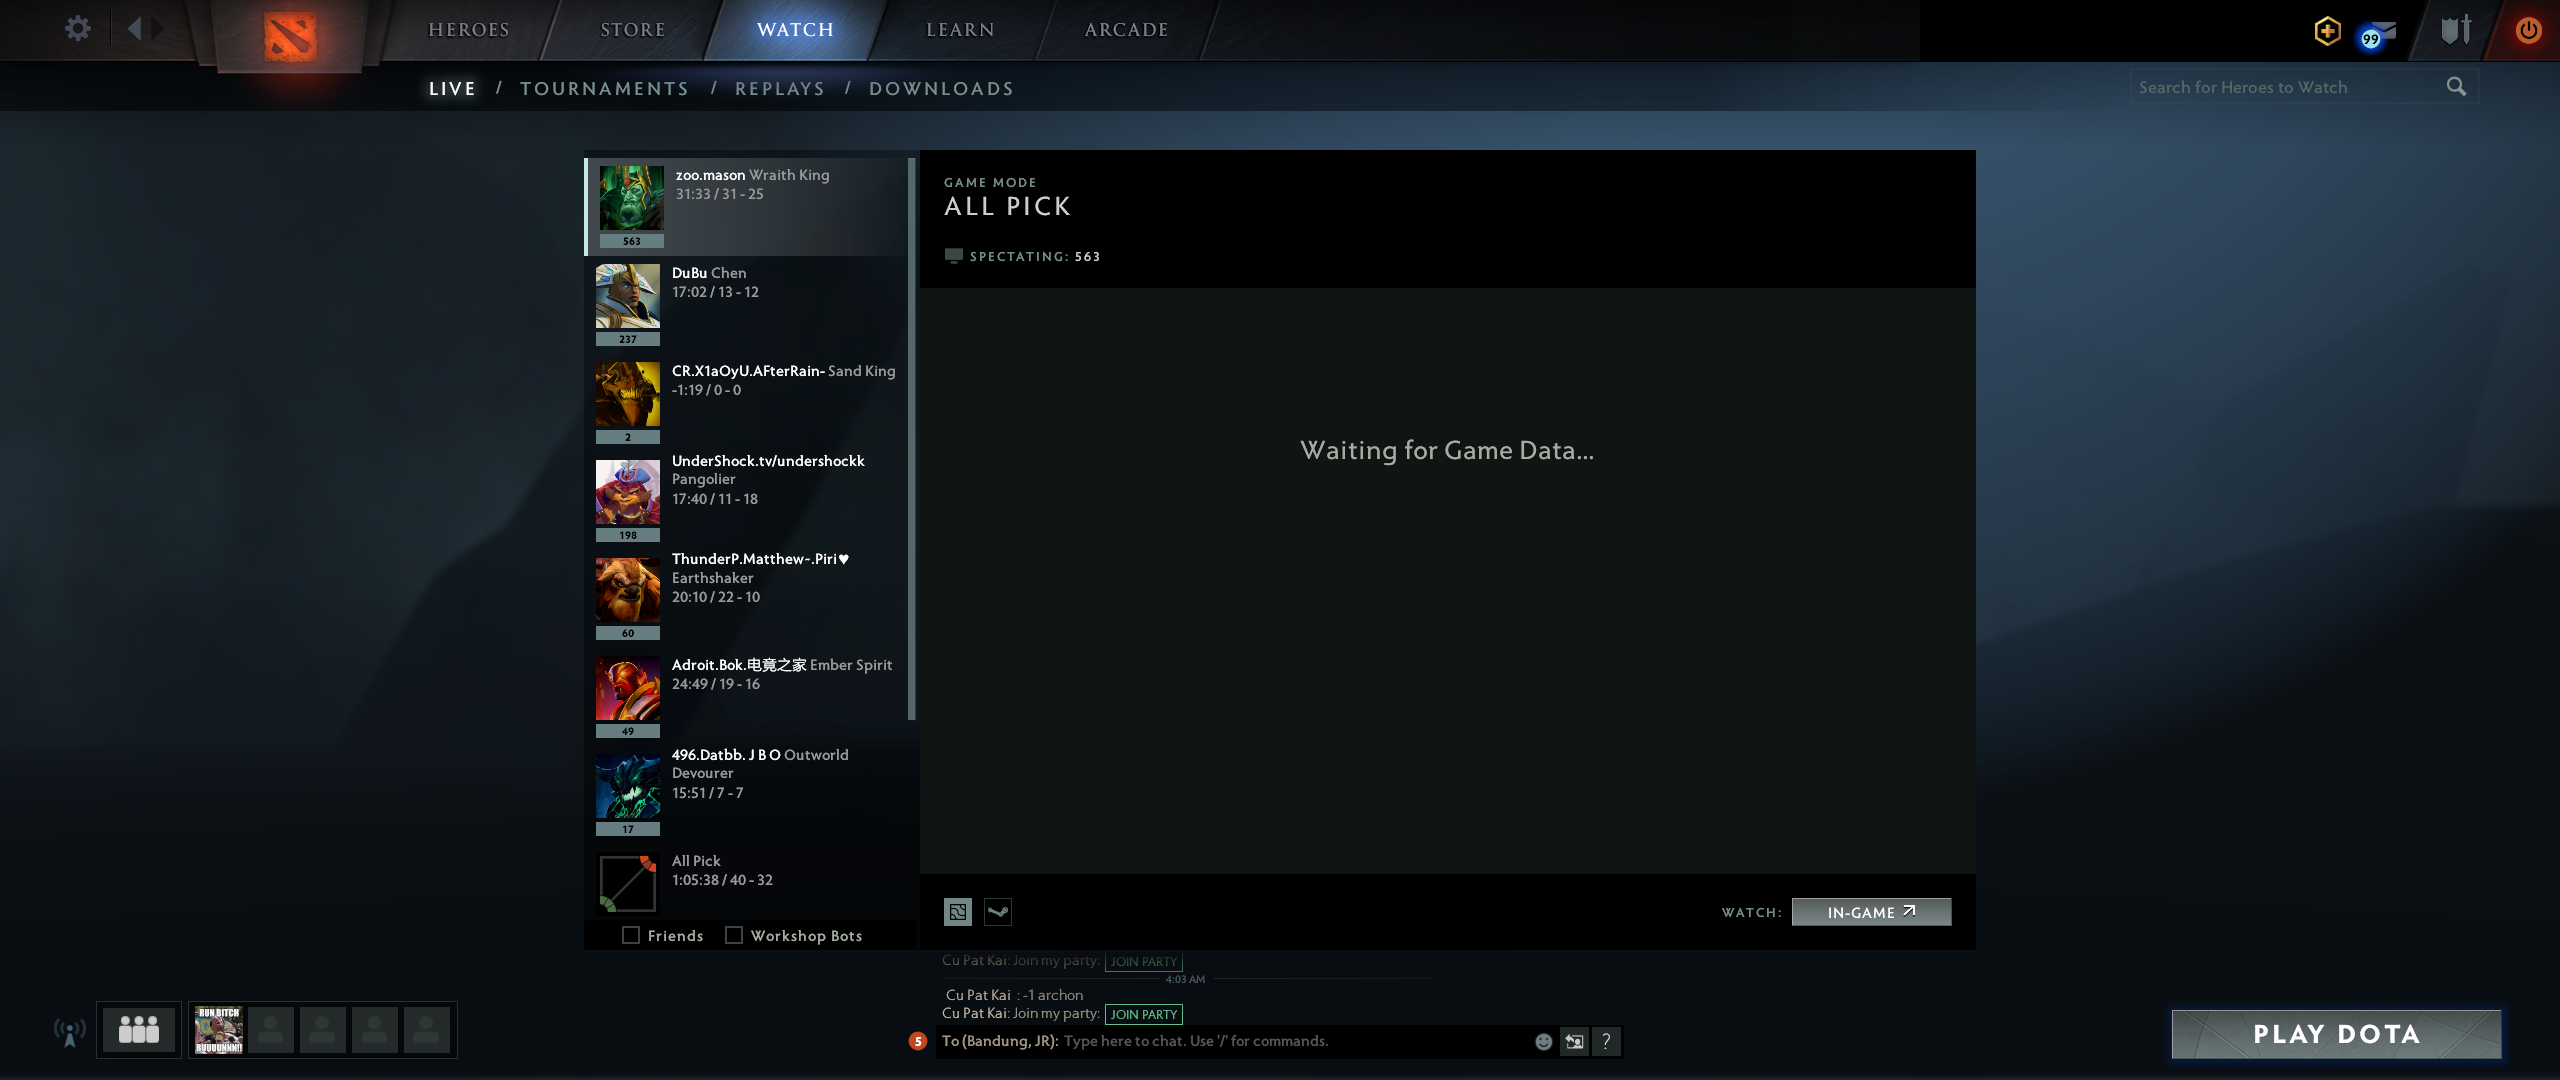 HEROES STORE WATCH LEARN ARCADE
99
LIVE / TOURNAMENTS / REPLAYS / DOWNLOADS
Search for Heroes to Watch
zoo.mason Wraith King
31:33 / 31 - 25
563
DuBu Chen
17:02 / 13 - 12
237
CR.X1aOyU.AFterRain- Sand King
-1:19 / 0 - 0
2
UnderShock.tv/undershockk
Pangolier
17:40 / 11 - 18
198
ThunderP.Matthew~.Piri♥
Earthshaker
20:10 / 22 - 10
60
Adroit.Bok.电竟之家 Ember Spirit
24:49 / 19 - 16
49
496.Datbb. J B O Outworld
Devourer
15:51 / 7 - 7
17
All Pick
1:05:38 / 40 - 32
Friends Workshop Bots
GAME MODE
ALL PICK
SPECTATING: 563
Waiting for Game Data...
WATCH: IN-GAME
Cu Pat Kai: Join my party: JOIN PARTY
4:03 AM
Cu Pat Kai : -1 archon
Cu Pat Kai: Join my party: JOIN PARTY
5 To (Bandung, JR): Type here to chat. Use '/' for commands. ?
RUN BITCH
RUUUUNNN!!
PLAY DOTA